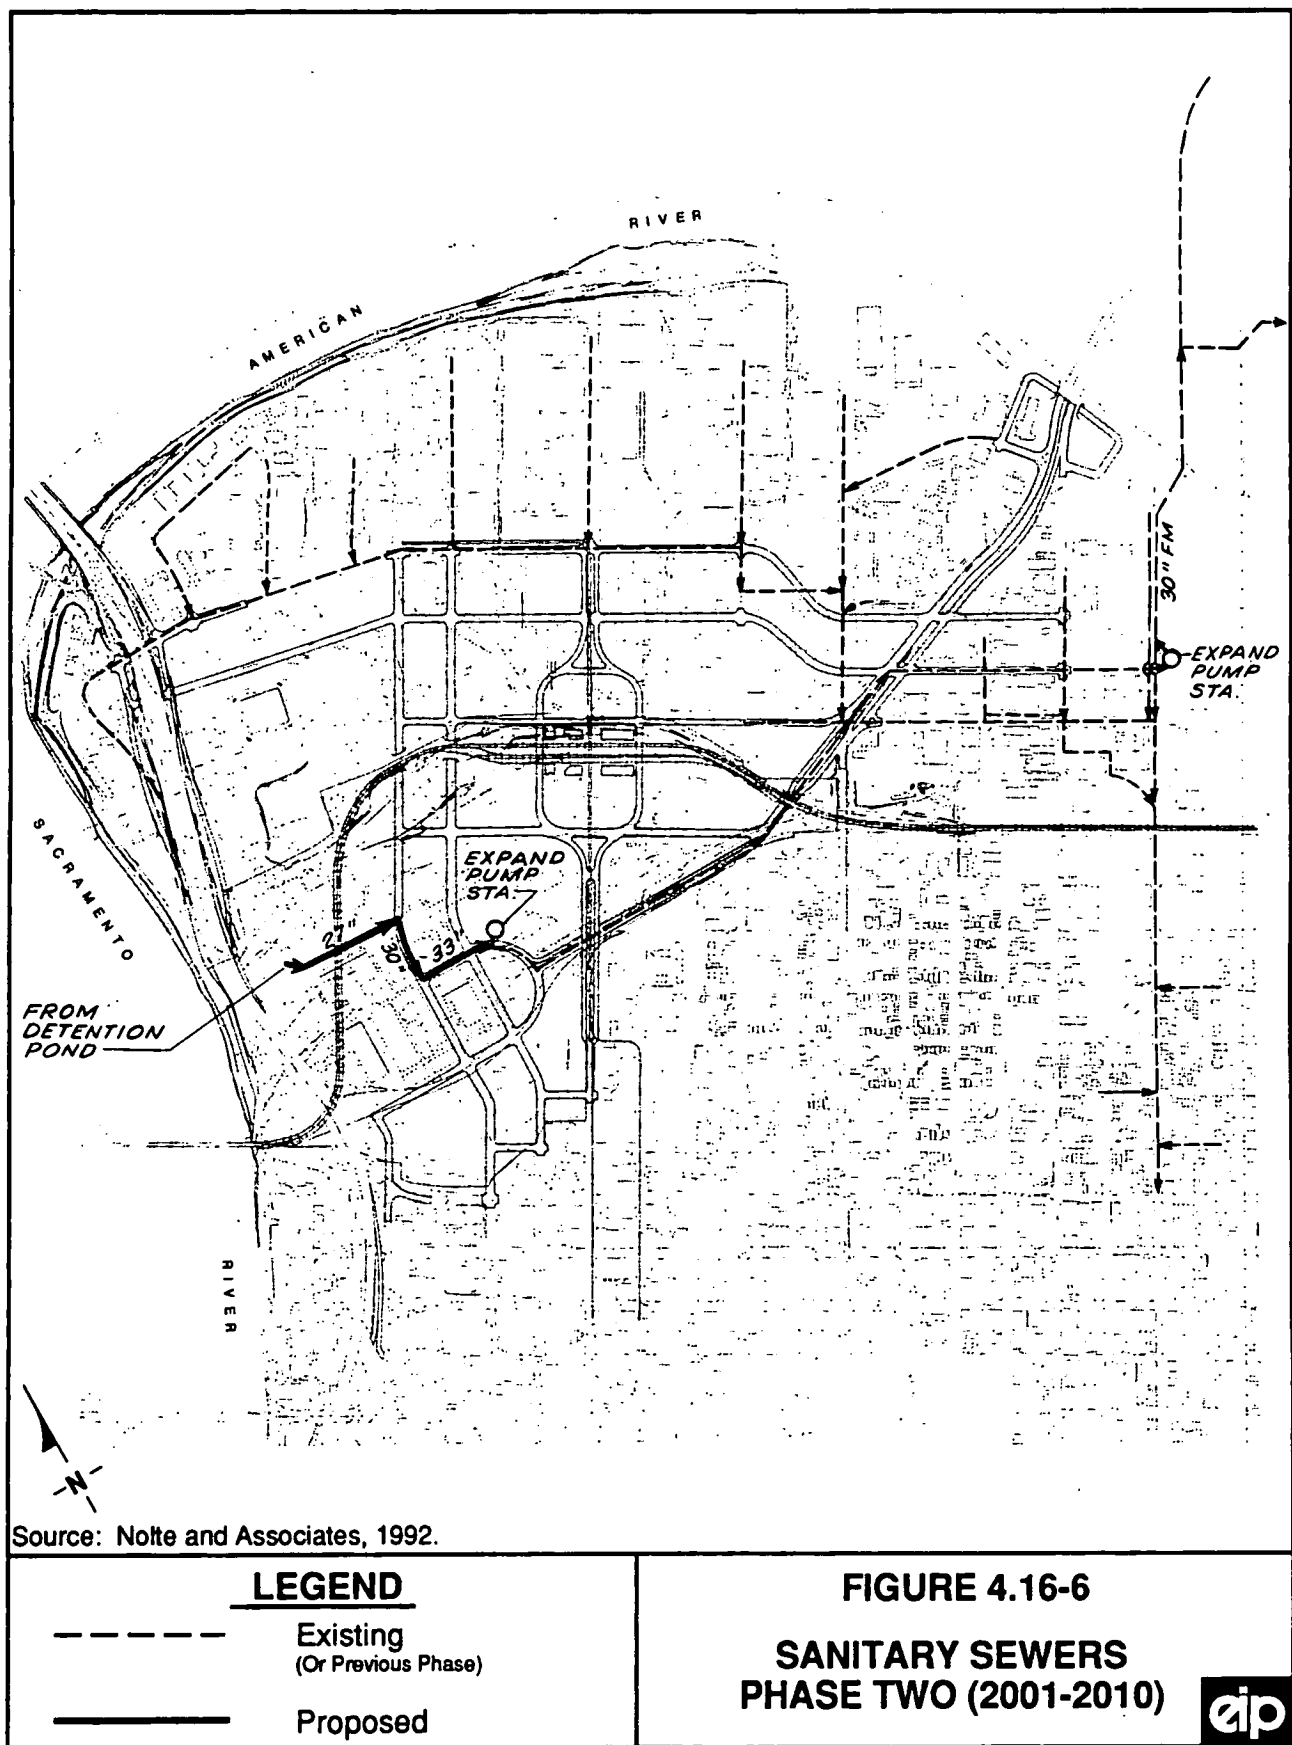 RIVER
AMERICAN
30" FM
EXPAND
PUMP
STA.
SACRAMENTO
EXPAND
PUMP
STA.
30"
33"
FROM
DETENTION
POND
RIVER
N
Source: Nolte and Associates, 1992.
LEGEND
Existing
(Or Previous Phase)
Proposed
FIGURE 4.16-6
SANITARY SEWERS
PHASE TWO (2001-2010)
eip